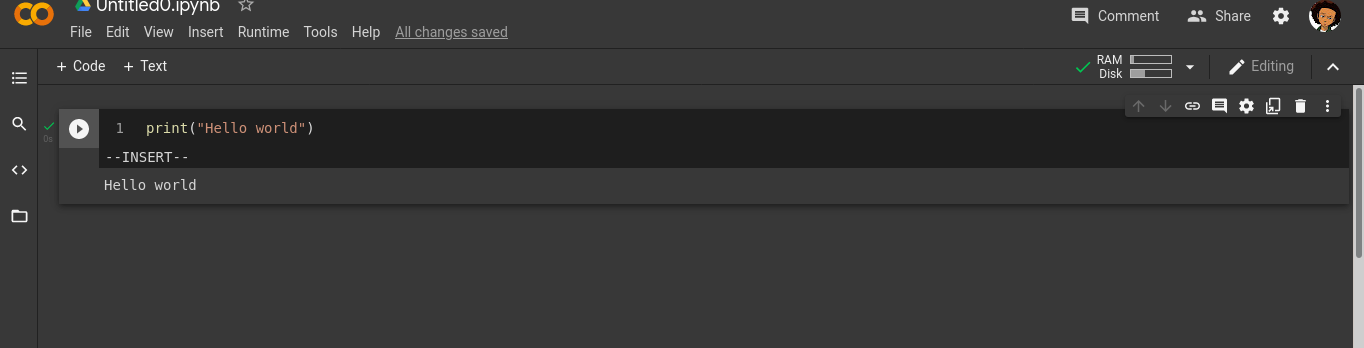 Untitled0.ipynb
Comment Share
File Edit View Insert Runtime Tools Help All changes saved
+ Code + Text
RAM
Disk
Editing
0s
1 print("Hello world")
--INSERT--
Hello world